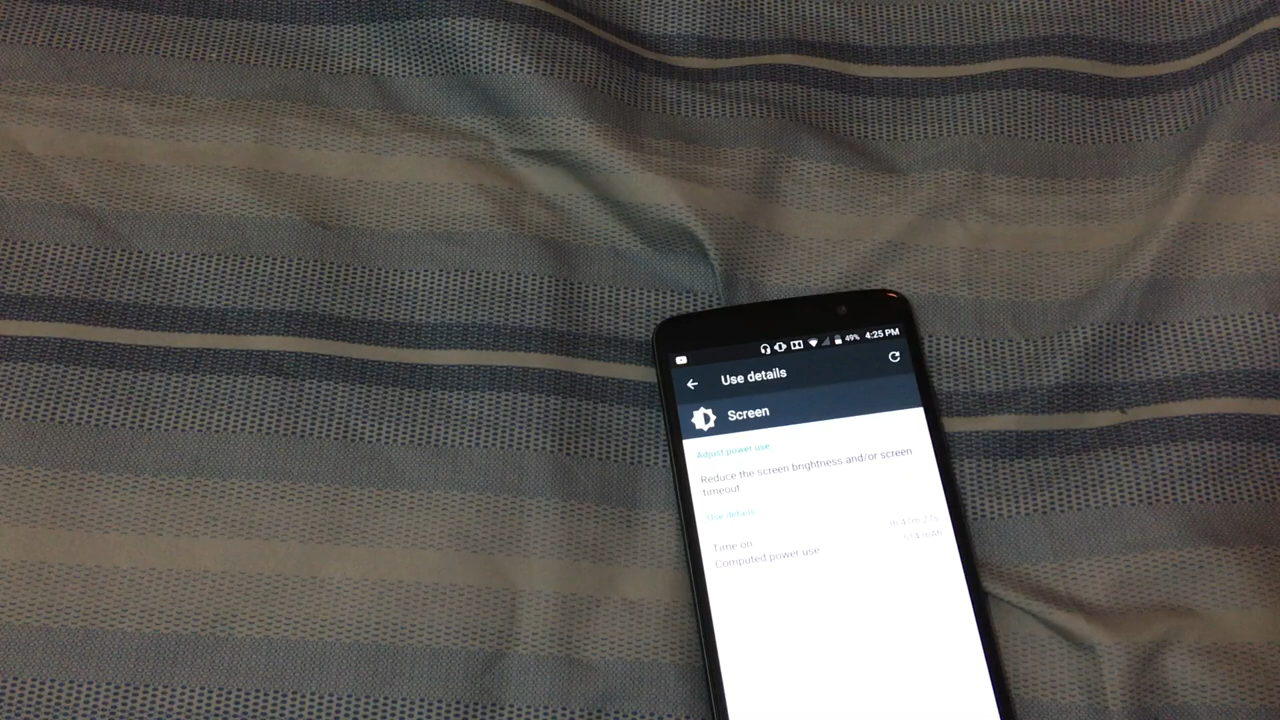 49% 4:25 PM
Use details
Screen
Adjust power use
Reduce the screen brightness and/or screen
timeout
Use details
Time on
Computed power use